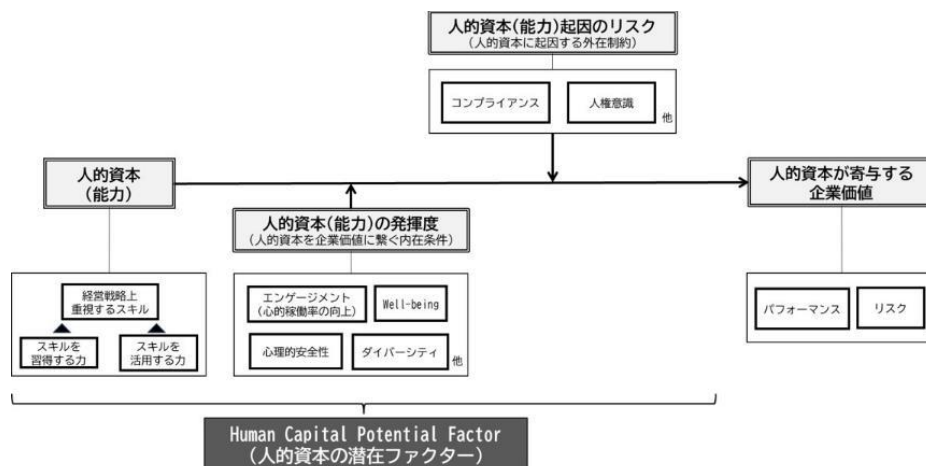 人的資本(能力)起因のリスク
(人的資本に起因する外在制約)
コンプライアンス
人権意識
他
人的資本
(能力)
人的資本が寄与する
企業価値
人的資本(能力)の発揮度
(人的資本を企業価値に繋ぐ内在条件)
経営戦略上
重視するスキル
スキルを
習得する力
スキルを
活用する力
エンゲージメント
(心的稼働率の向上)
Well-being
心理的安全性
ダイバーシティ
他
パフォーマンス
リスク
Human Capital Potential Factor
(人的資本の潜在ファクター)